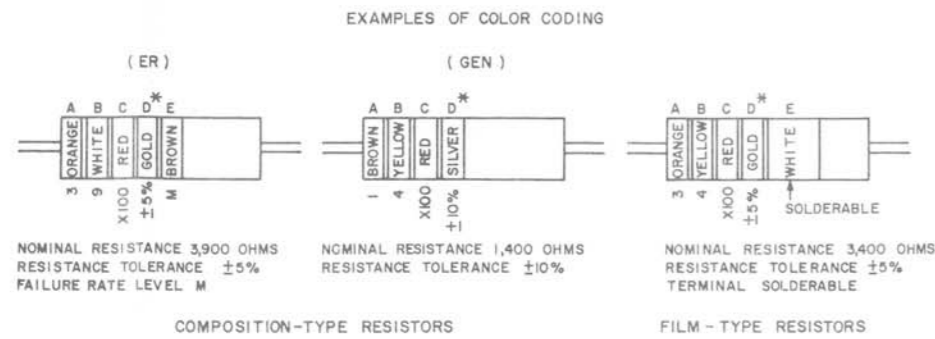 EXAMPLES OF COLOR CODING
(ER)
(GEN)
A B C D* E
ORANGE WHITE RED GOLD BROWN
3 9 X100 ±5% M
NOMINAL RESISTANCE 3,900 OHMS
RESISTANCE TOLERANCE ±5%
FAILURE RATE LEVEL M
A B C D*
BROWN YELLOW RED SILVER
1 4 X100 ±10%
NOMINAL RESISTANCE 1,400 OHMS
RESISTANCE TOLERANCE ±10%
COMPOSITION-TYPE RESISTORS
A B C D* E
ORANGE YELLOW RED GOLD WHITE
3 4 X100 ±5%
SOLDERABLE
NOMINAL RESISTANCE 3,400 OHMS
RESISTANCE TOLERANCE ±5%
TERMINAL SOLDERABLE
FILM-TYPE RESISTORS